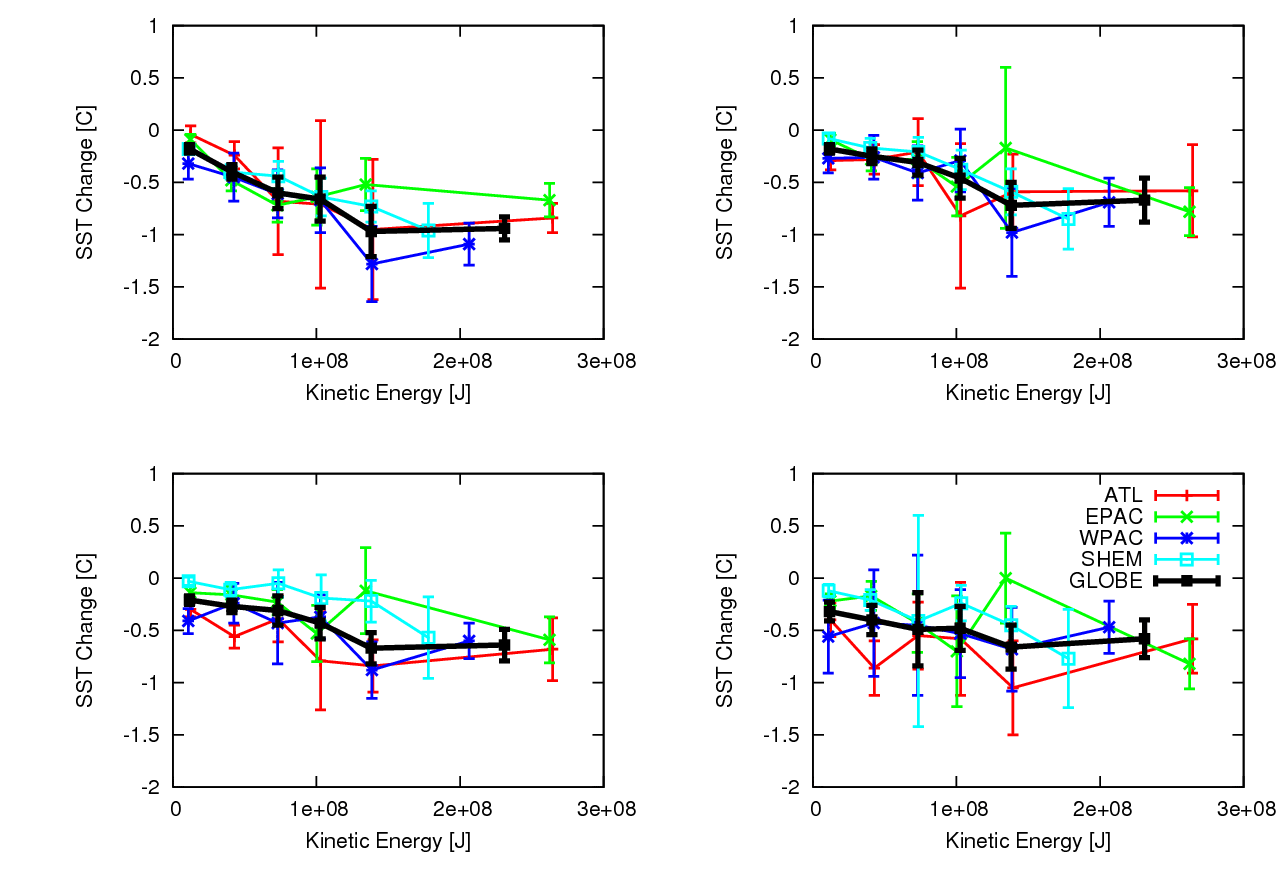 1
0.5
0
-0.5
-1
-1.5
-2
SST Change [C]
0 1e+08 2e+08 3e+08
Kinetic Energy [J]
1
0.5
0
-0.5
-1
-1.5
-2
SST Change [C]
0 1e+08 2e+08 3e+08
Kinetic Energy [J]
1
0.5
0
-0.5
-1
-1.5
-2
SST Change [C]
0 1e+08 2e+08 3e+08
Kinetic Energy [J]
1
0.5
0
-0.5
-1
-1.5
-2
SST Change [C]
0 1e+08 2e+08 3e+08
Kinetic Energy [J]
ATL
EPAC
WPAC
SHEM
GLOBE